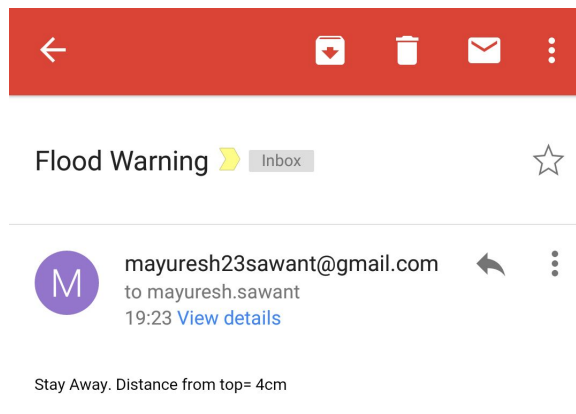 Flood Warning Inbox
M
mayuresh23sawant@gmail.com
to mayuresh.sawant
19:23 View details
Stay Away. Distance from top= 4cm